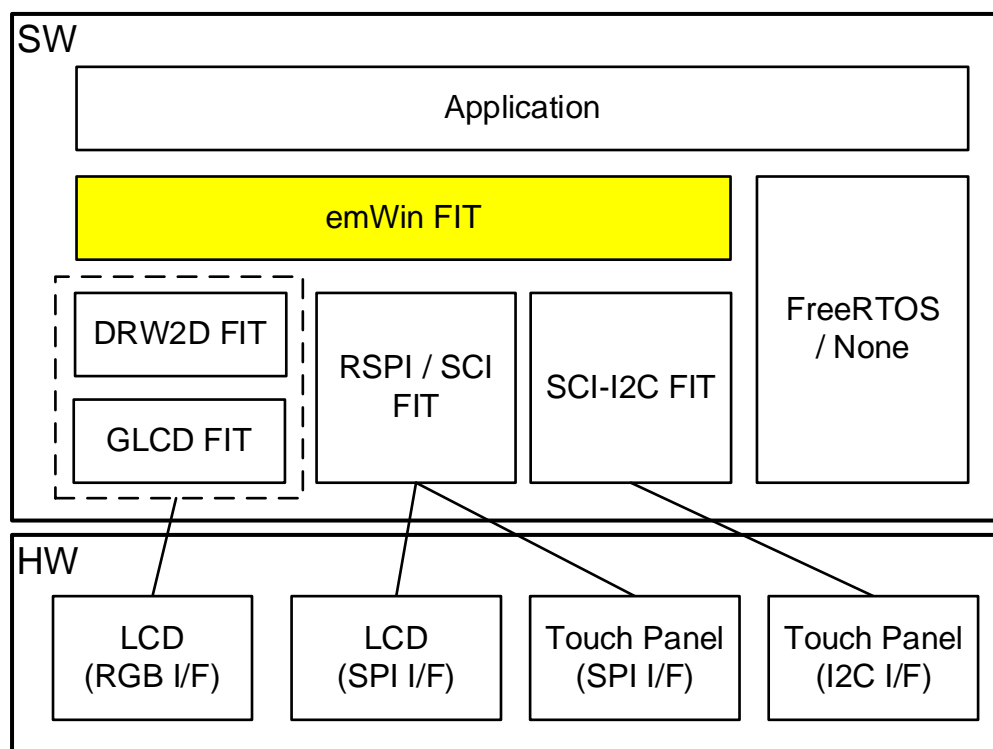 SW
Application
emWin FIT
DRW2D FIT
GLCD FIT
RSPI / SCI
FIT
SCI-I2C FIT
FreeRTOS
/ None
HW
LCD
(RGB I/F)
LCD
(SPI I/F)
Touch Panel
(SPI I/F)
Touch Panel
(I2C I/F)